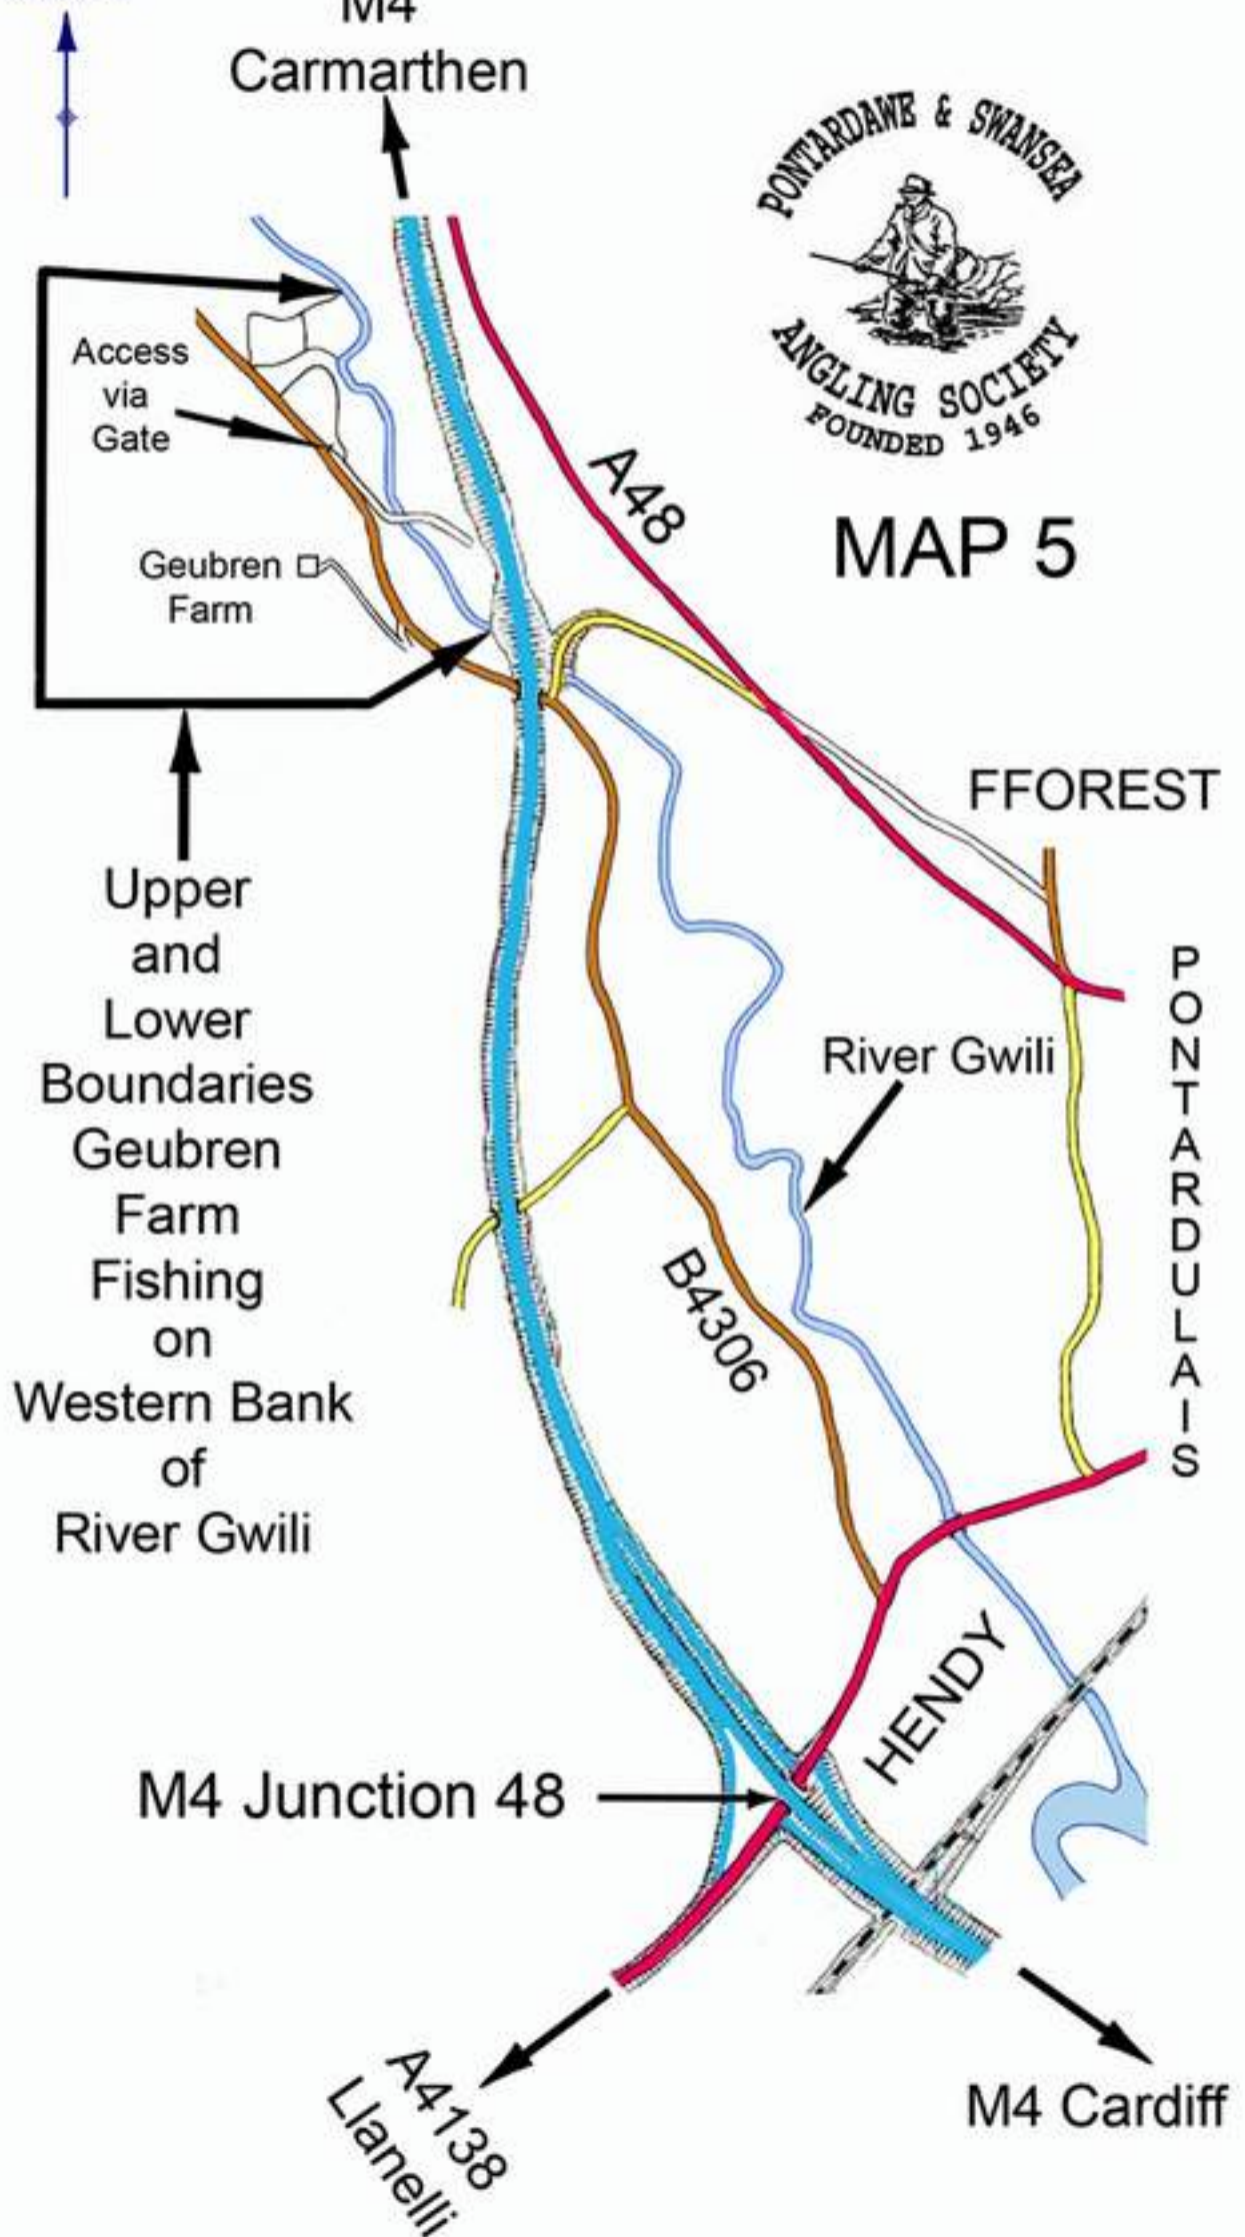 M4
Carmarthen
PONTARDAWE & SWANSEA
ANGLING SOCIETY
FOUNDED 1946
MAP 5
Access
via
Gate
A48
Geubren
Farm
FFOREST
Upper
and
Lower
Boundaries
Geubren
Farm
Fishing
on
Western Bank
of
River Gwili
PONTARDULAIS
River Gwili
B4306
HENDY
M4 Junction 48
A4138
Llanelli
M4 Cardiff